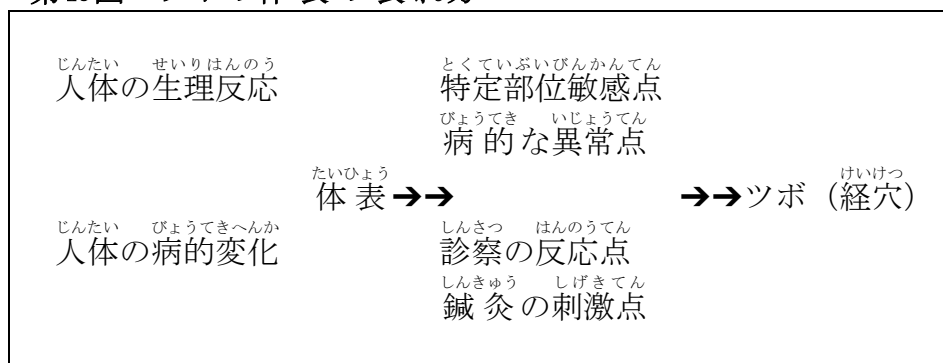 じんたい せいりはんのう とくていぶいびんかんてん
人体の生理反応 特定部位敏感点
びょうてき いじょうてん
病的な異常点
たいひょう けいけつ
体表➔➔ ➔➔ツボ（経穴）
じんたい びょうてきへんか しんさつ はんのうてん
人体の病的変化 診察の反応点
しんきゅう しげきてん
鍼灸の刺激点